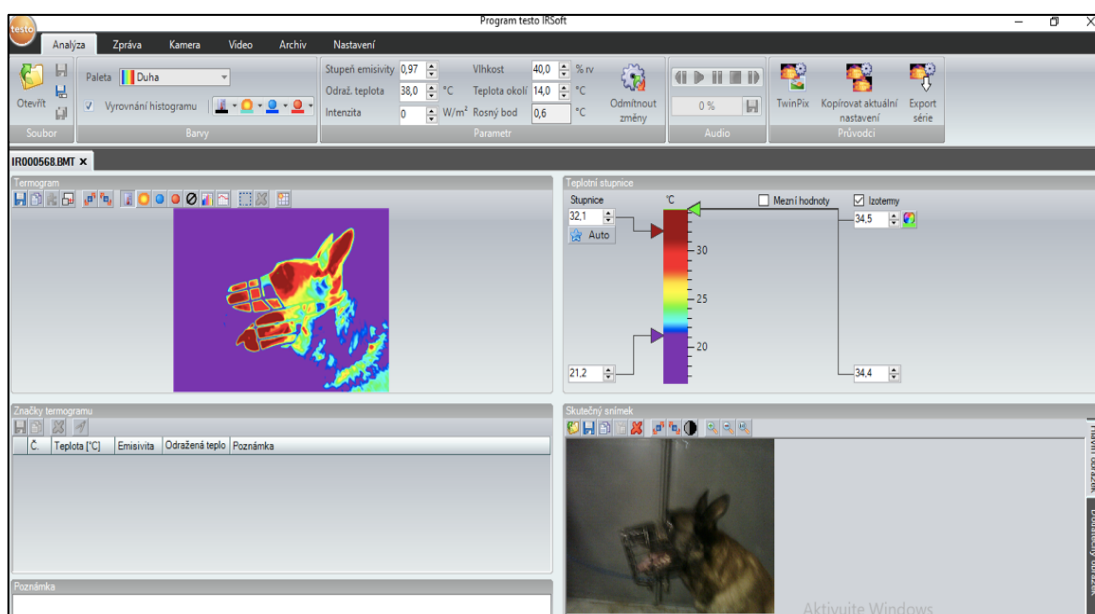 Program testo IRSoft
testo
Analýza Zpráva Kamera Video Archiv Nastavení
Otevřít
Soubor
Paleta Duha
Vyrovnání histogramu
Barvy
Stupeň emisivity 0,97 Vlhkost 40,0 % rv
Odraž. teplota 38,0 °C Teplota okolí 14,0 °C
Intenzita 0 W/m² Rosný bod 0,6 °C
Odmítnout
změny
Parametr
0 %
Audio
TwinPix
Kopírovat aktuální
nastavení
Export
série
Průvodci
IR000568.BMT ×
Termogram
Teplotní stupnice
Stupnice
32,1
Auto
21,2
°C
30
25
20
Mezní hodnoty Izotermy
34,5
34,4
Značky termogramu
Č. Teplota [°C] Emisivita Odražená teplo Poznámka
Skutečný snímek
Hlavní obrázek
Dodatečný obrázek
Poznámka
Aktivujte Windows